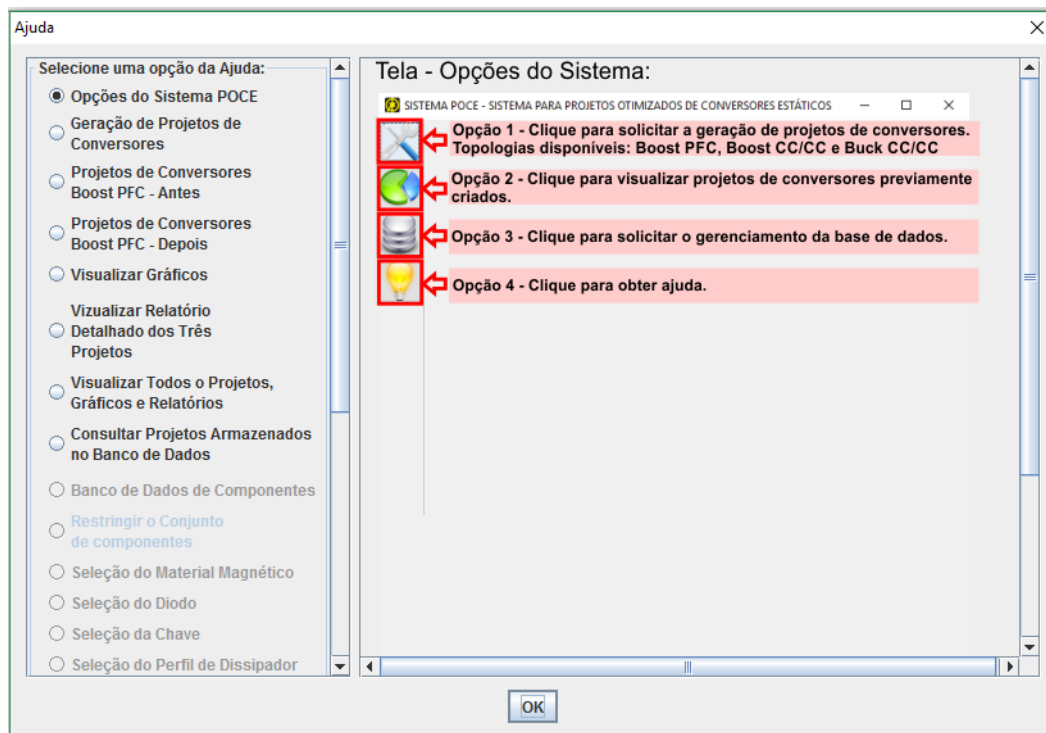 Ajuda
Selecione uma opção da Ajuda:
Opções do Sistema POCE
Geração de Projetos de
Conversores
Projetos de Conversores
Boost PFC - Antes
Projetos de Conversores
Boost PFC - Depois
Visualizar Gráficos
Vizualizar Relatório
Detalhado dos Três
Projetos
Visualizar Todos o Projetos,
Gráficos e Relatórios
Consultar Projetos Armazenados
no Banco de Dados
Banco de Dados de Componentes
Restringir o Conjunto
de componentes
Seleção do Material Magnético
Seleção do Diodo
Seleção da Chave
Seleção do Perfil de Dissipador
Tela - Opções do Sistema:
SISTEMA POCE - SISTEMA PARA PROJETOS OTIMIZADOS DE CONVERSORES ESTÁTICOS
Opção 1 - Clique para solicitar a geração de projetos de conversores.
Topologias disponíveis: Boost PFC, Boost CC/CC e Buck CC/CC
Opção 2 - Clique para visualizar projetos de conversores previamente
criados.
Opção 3 - Clique para solicitar o gerenciamento da base de dados.
Opção 4 - Clique para obter ajuda.
OK